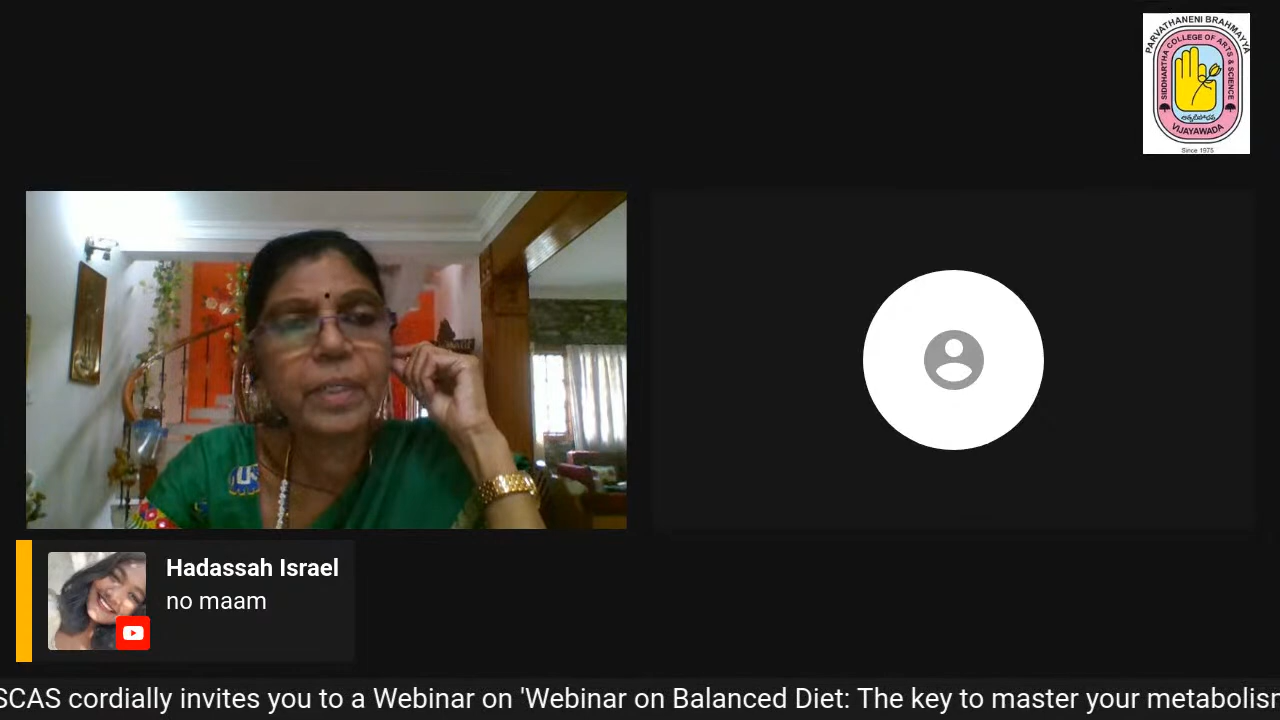 PARVATHANENI BRAHMAYYA
SIDDHARTHA COLLEGE OF ARTS & SCIENCE
VIJAYAWADA
Since 1975
Hadassah Israel
no maam
SCAS cordially invites you to a Webinar on 'Webinar on Balanced Diet: The key to master your metabolism